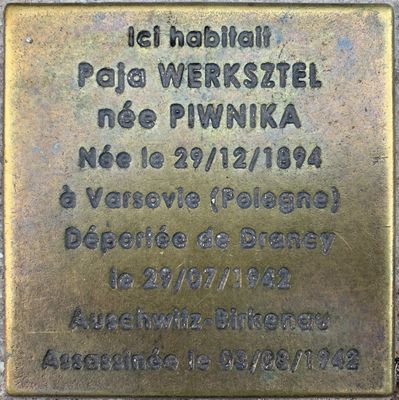 Ici habitait
Paja WERKSZTEL
née PIWNIKA
Née le 29/12/1894
à Varsovie (Pologne)
Déportée de Drancy
le 29/07/1942
Auschwitz-Birkenau
Assassinée le 03/08/1942